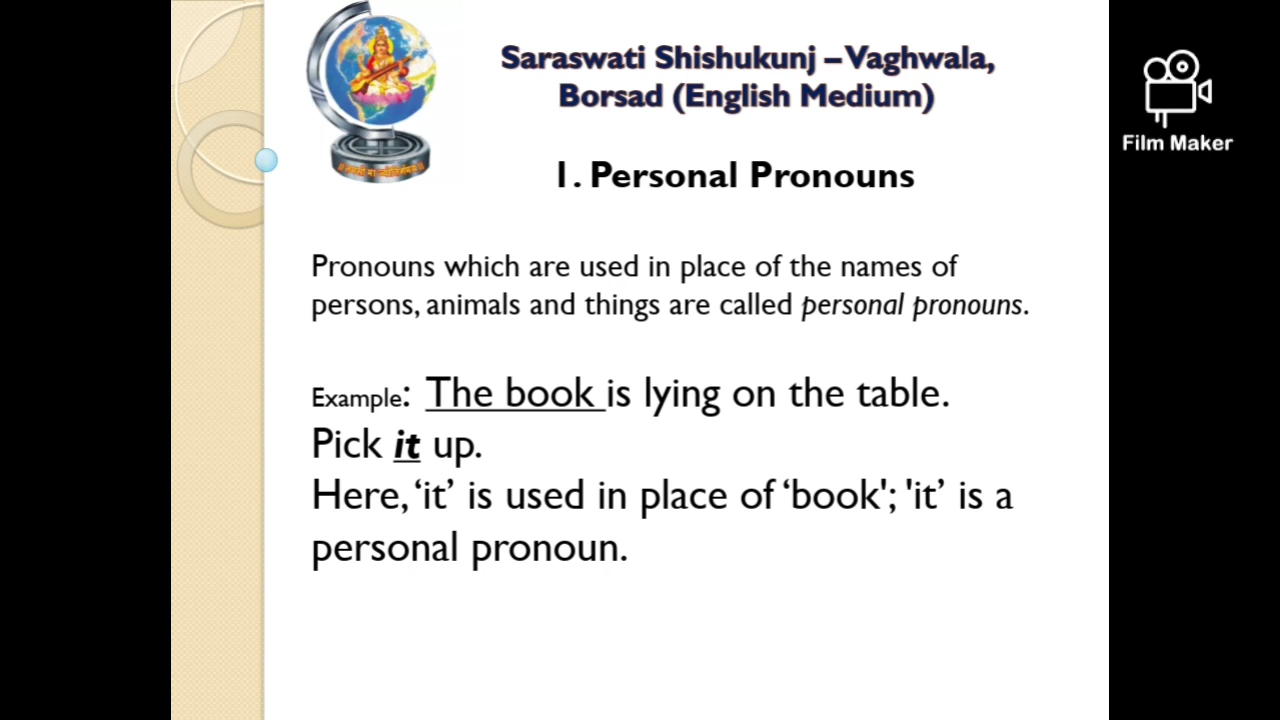 Saraswati Shishukunj – Vaghwala,
Borsad (English Medium)
Film Maker
1. Personal Pronouns
Pronouns which are used in place of the names of
persons, animals and things are called personal pronouns.
Example: The book is lying on the table.
Pick it up.
Here, ‘it’ is used in place of ‘book'; 'it’ is a
personal pronoun.